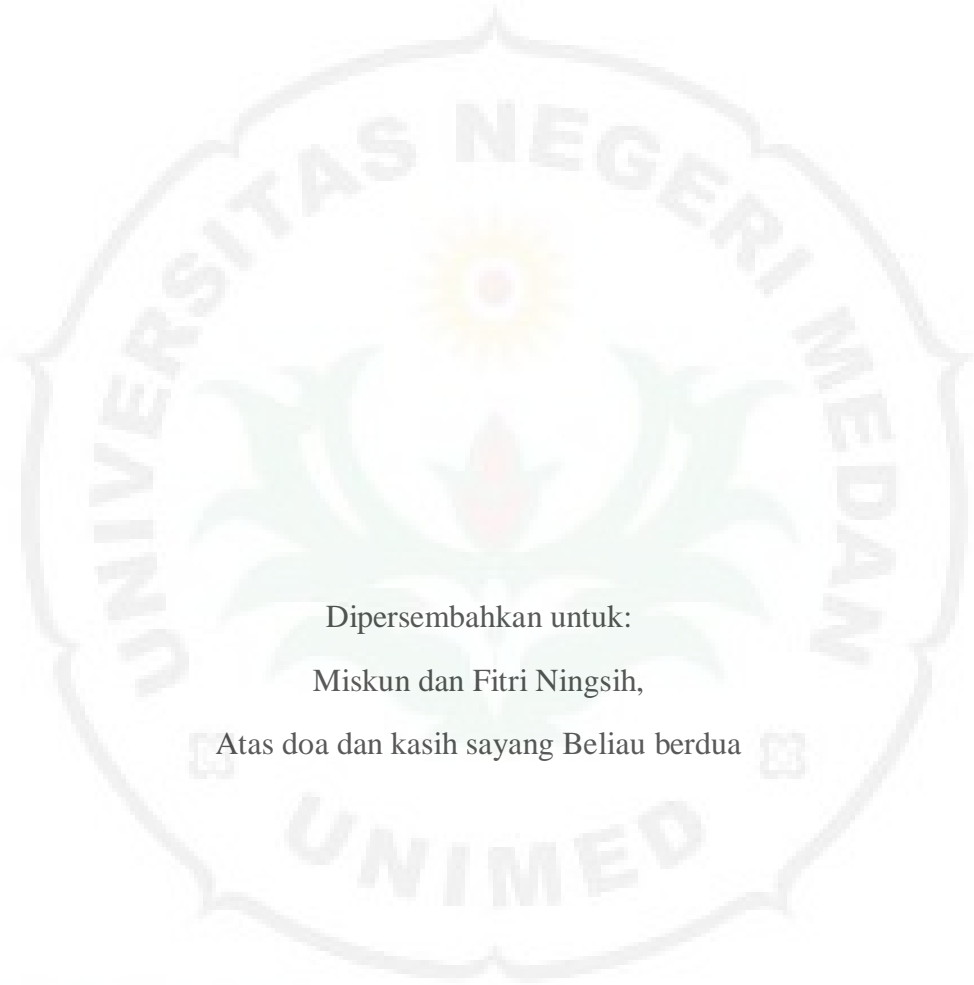 UNIVERSITAS NEGERI MEDAN
Dipersembahkan untuk:
Miskun dan Fitri Ningsih,
Atas doa dan kasih sayang Beliau berdua
UNIMED